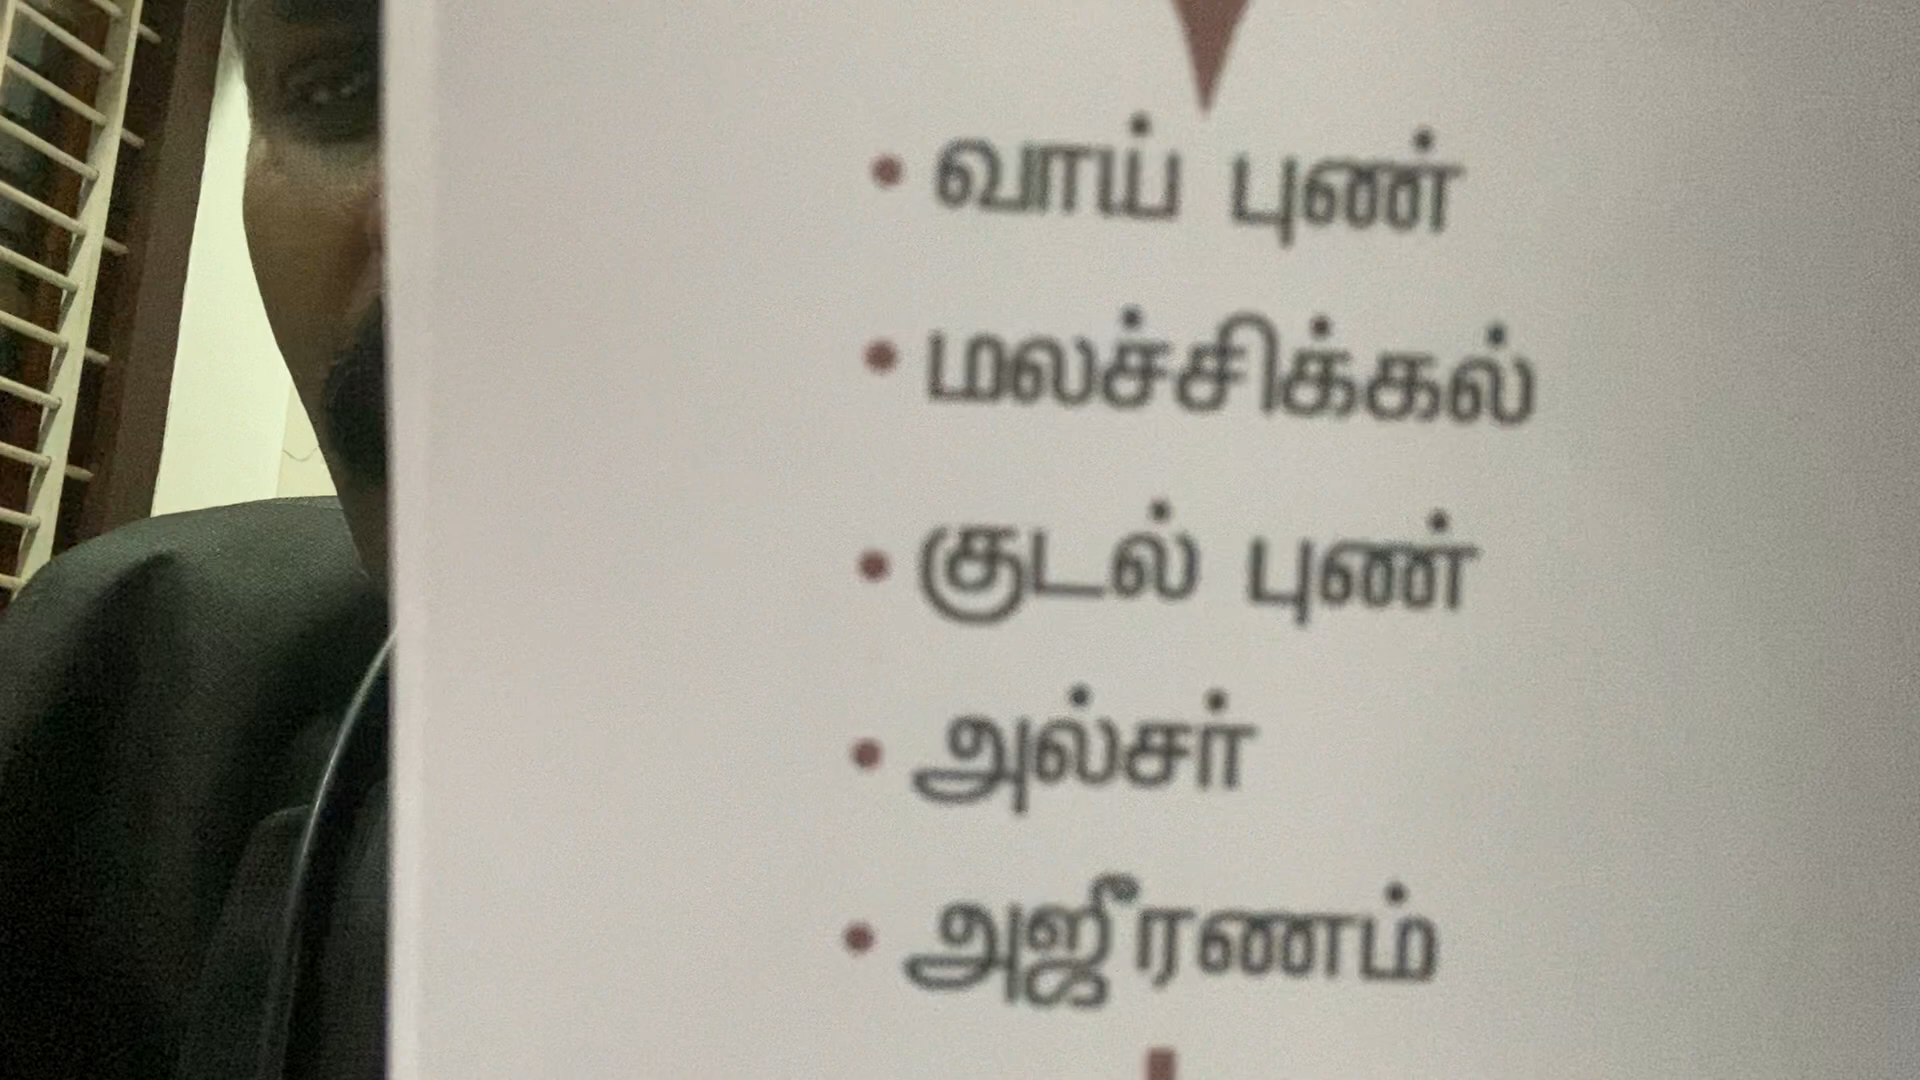 • வாய் புண்
• மலச்சிக்கல்
• குடல் புண்
• அல்சர்
• அஜீரணம்